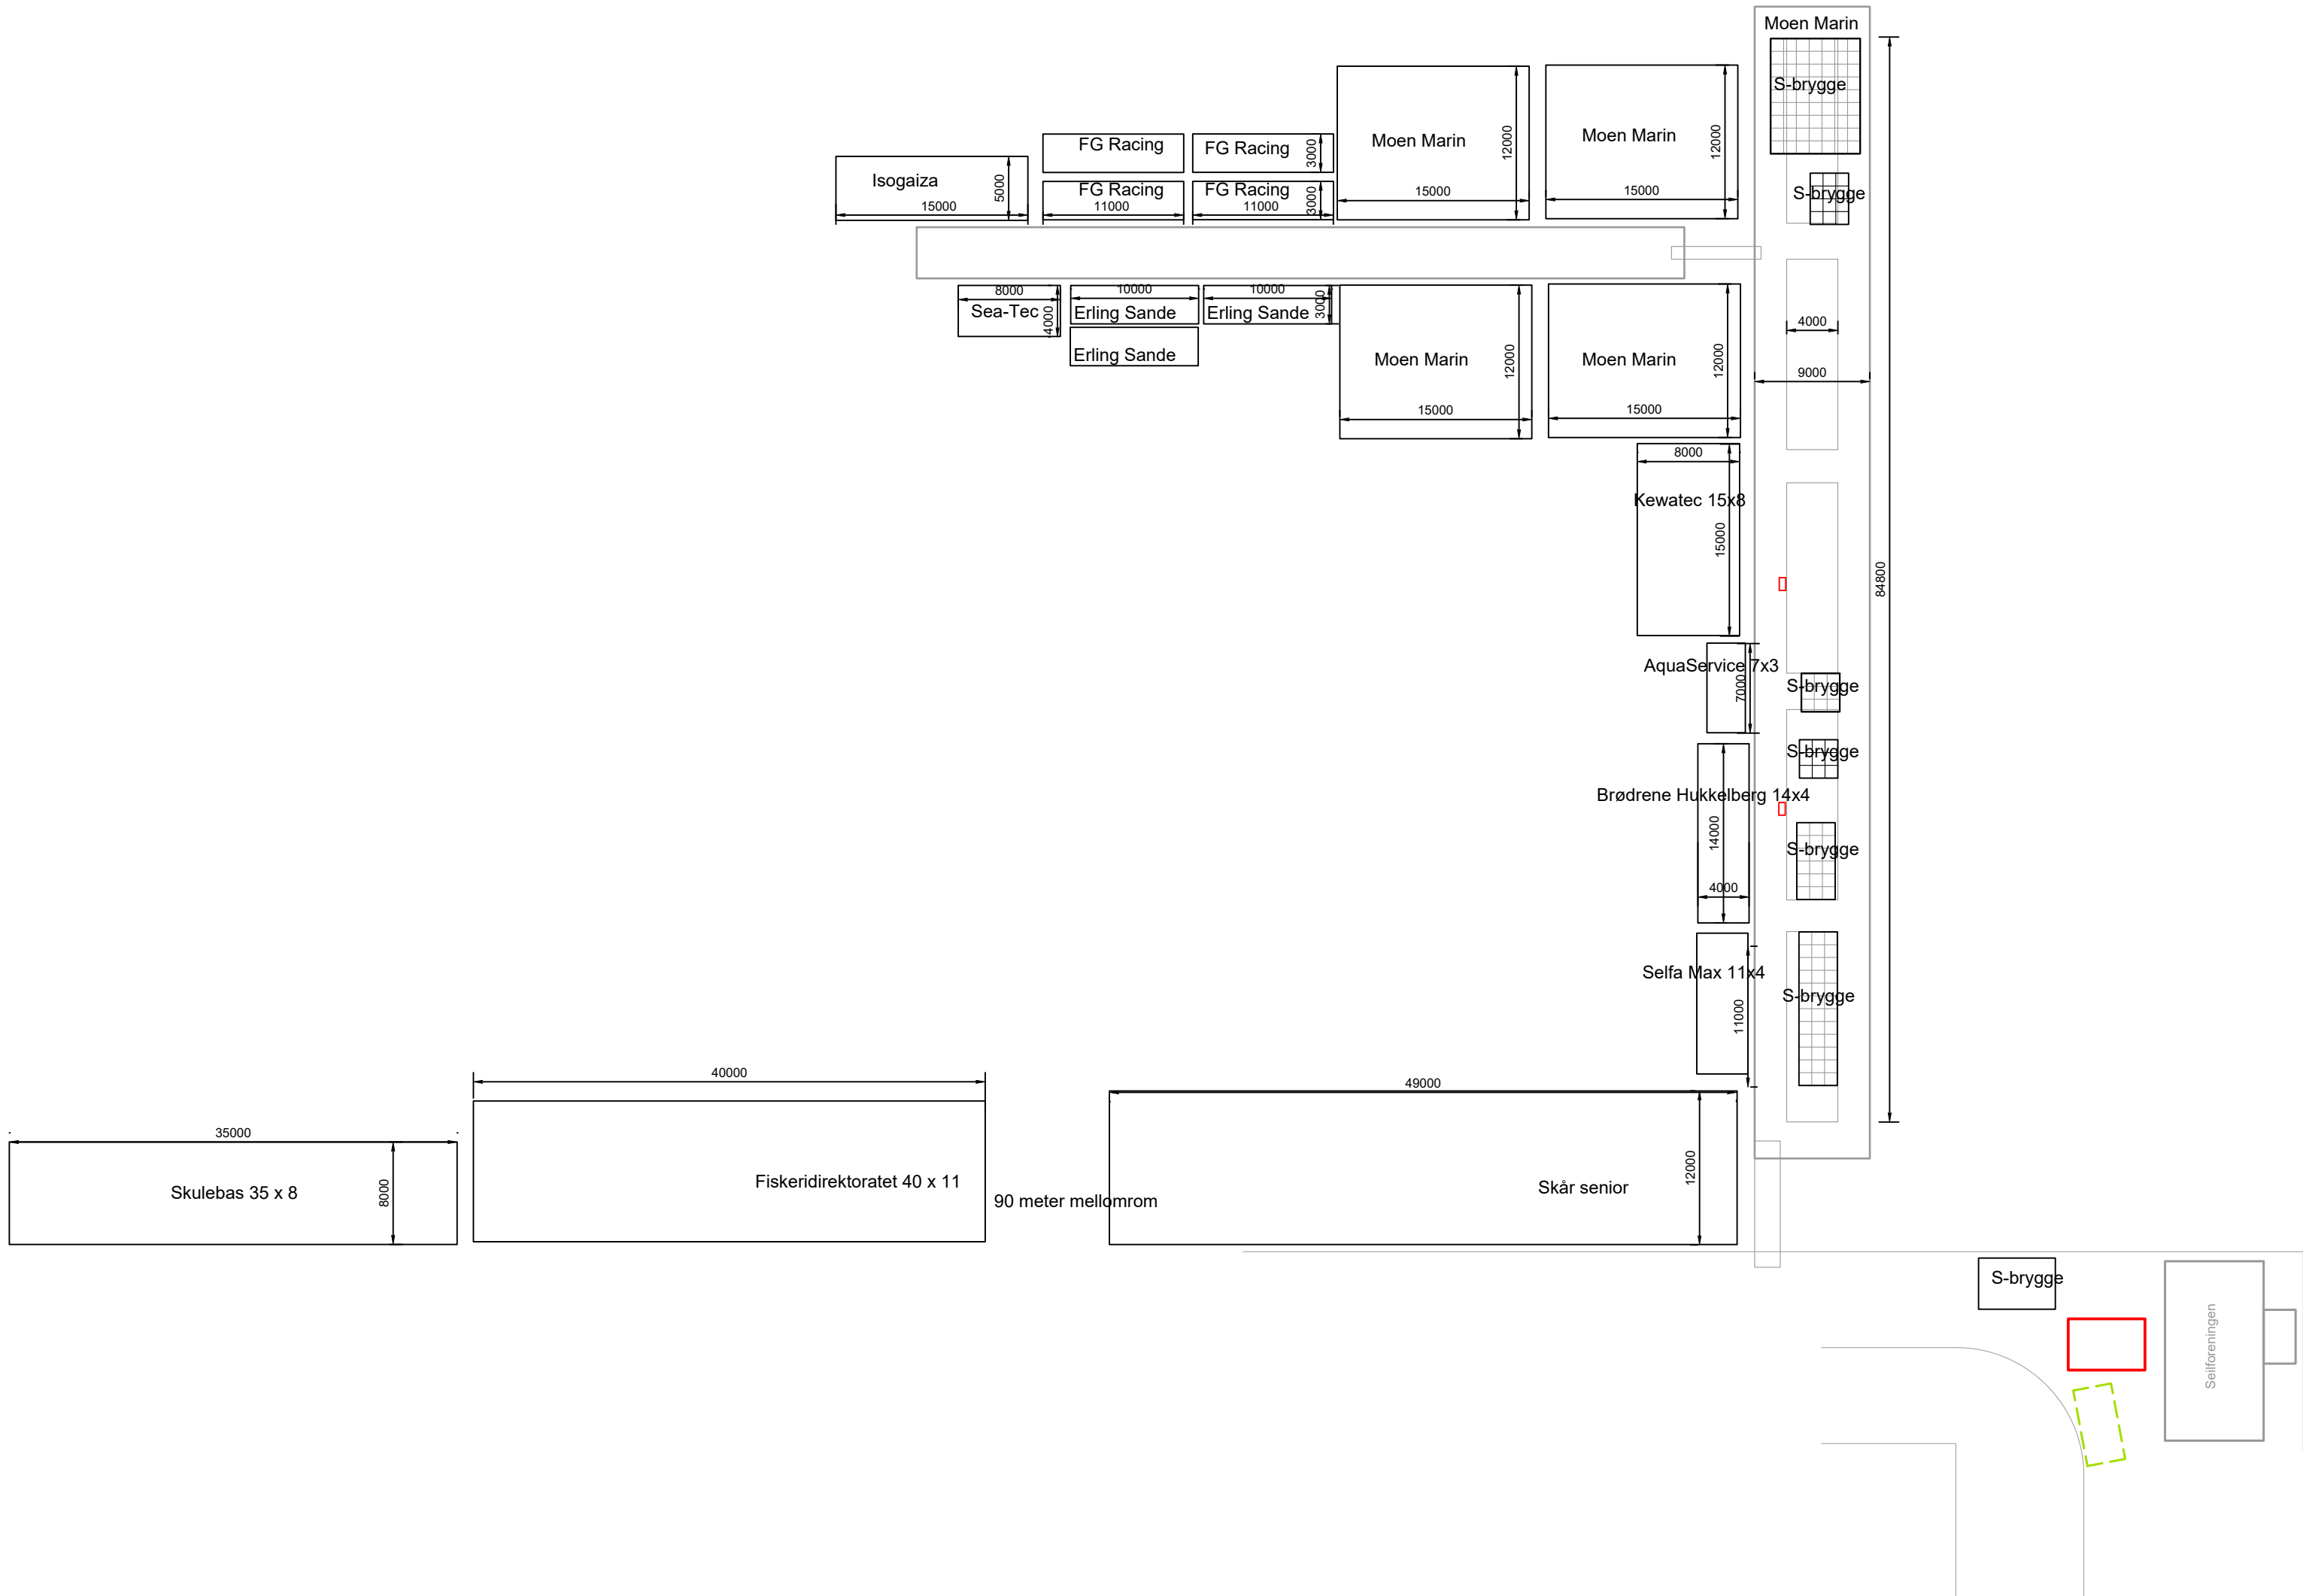 Moen Marin
S-brygge
S-brygge
Moen Marin
12000
15000
Moen Marin
12000
15000
FG Racing
FG Racing
3000
FG Racing
11000
FG Racing
11000
3000
Isogaiza
5000
15000
8000
Sea-Tec
4000
10000
Erling Sande
10000
Erling Sande
3000
Erling Sande
Moen Marin
12000
15000
Moen Marin
12000
15000
4000
9000
84800
8000
Kewatec 15x8
15000
AquaService 7x3
7000
S-brygge
S-brygge
Brødrene Hukkelberg 14x4
14000
4000
S-brygge
Selfa Max 11x4
11000
S-brygge
40000
49000
35000
Skulebas 35 x 8
8000
Fiskeridirektoratet 40 x 11
90 meter mellomrom
Skår senior
12000
S-brygge
Seilforeningen